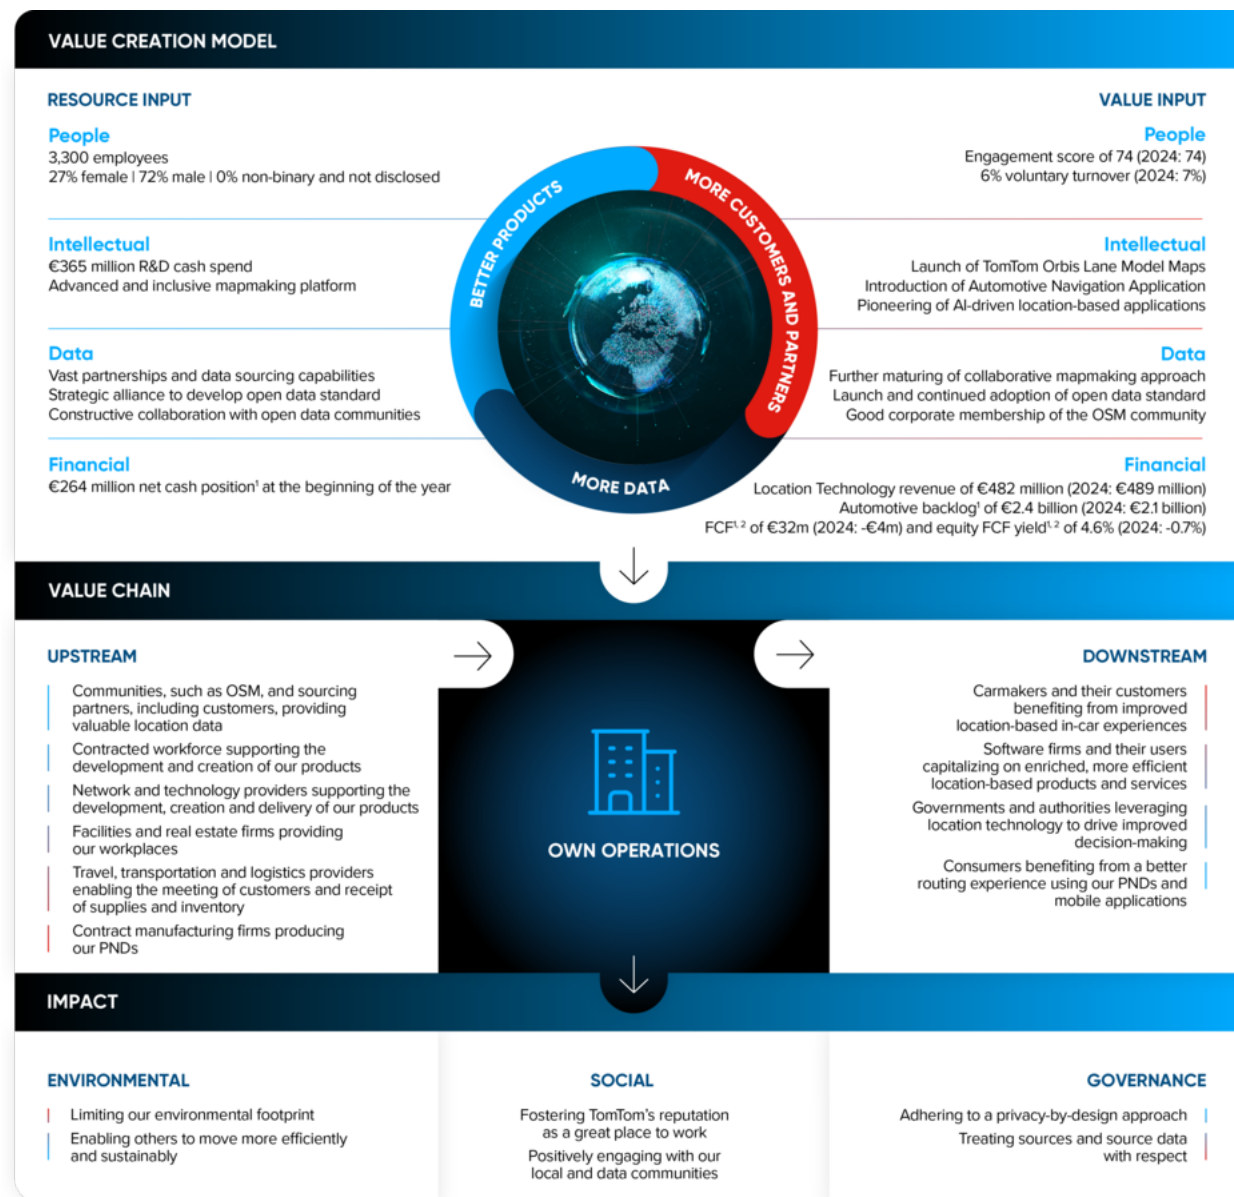 VALUE CREATION MODEL
RESOURCE INPUT
People
3,300 employees
27% female | 72% male | 0% non-binary and not disclosed
Intellectual
€365 million R&D cash spend
Advanced and inclusive mapmaking platform
Data
Vast partnerships and data sourcing capabilities
Strategic alliance to develop open data standard
Constructive collaboration with open data communities
Financial
€264 million net cash position¹ at the beginning of the year
BETTER PRODUCTS
MORE CUSTOMERS AND PARTNERS
MORE DATA
VALUE INPUT
People
Engagement score of 74 (2024: 74)
6% voluntary turnover (2024: 7%)
Intellectual
Launch of TomTom Orbis Lane Model Maps
Introduction of Automotive Navigation Application
Pioneering of AI-driven location-based applications
Data
Further maturing of collaborative mapmaking approach
Launch and continued adoption of open data standard
Good corporate membership of the OSM community
Financial
Location Technology revenue of €482 million (2024: €489 million)
Automotive backlog¹ of €2.4 billion (2024: €2.1 billion)
FCF¹, ² of €32m (2024: -€4m) and equity FCF yield¹, ² of 4.6% (2024: -0.7%)
VALUE CHAIN
UPSTREAM
Communities, such as OSM, and sourcing
partners, including customers, providing
valuable location data
Contracted workforce supporting the
development and creation of our products
Network and technology providers supporting the
development, creation and delivery of our products
Facilities and real estate firms providing
our workplaces
Travel, transportation and logistics providers
enabling the meeting of customers and receipt
of supplies and inventory
Contract manufacturing firms producing
our PNDs
OWN OPERATIONS
DOWNSTREAM
Carmakers and their customers
benefiting from improved
location-based in-car experiences
Software firms and their users
capitalizing on enriched, more efficient
location-based products and services
Governments and authorities leveraging
location technology to drive improved
decision-making
Consumers benefiting from a better
routing experience using our PNDs and
mobile applications
IMPACT
ENVIRONMENTAL
Limiting our environmental footprint
Enabling others to move more efficiently
and sustainably
SOCIAL
Fostering TomTom's reputation
as a great place to work
Positively engaging with our
local and data communities
GOVERNANCE
Adhering to a privacy-by-design approach
Treating sources and source data
with respect